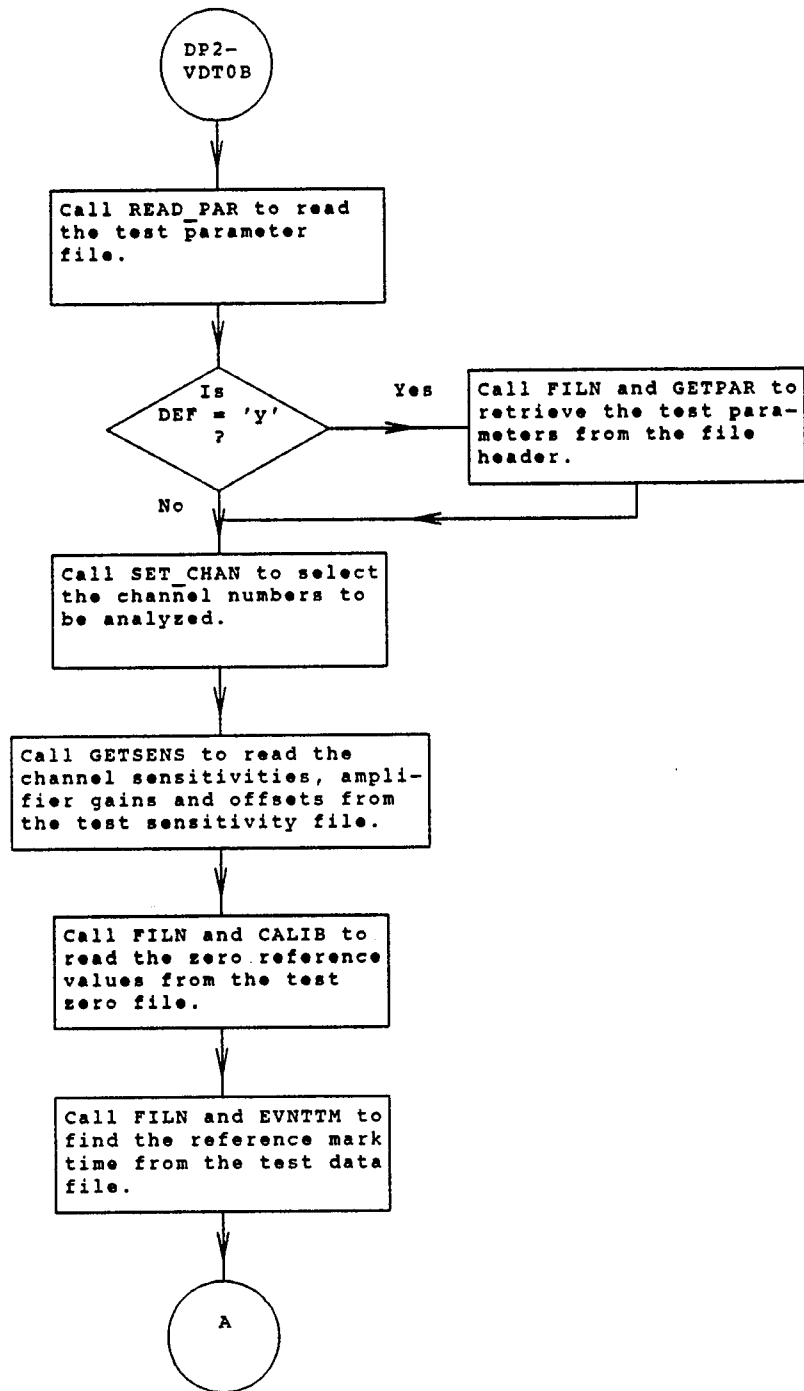 DP2-
VDT0B
Call READ_PAR to read
the test parameter
file.
Is
DEF = 'y'
?
Yes
Call FILN and GETPAR to
retrieve the test para-
meters from the file
header.
No
Call SET_CHAN to select
the channel numbers to
be analyzed.
Call GETSENS to read the
channel sensitivities, ampli-
fier gains and offsets from
the test sensitivity file.
Call FILN and CALIB to
read the zero reference
values from the test
zero file.
Call FILN and EVNTTM to
find the reference mark
time from the test data
file.
A